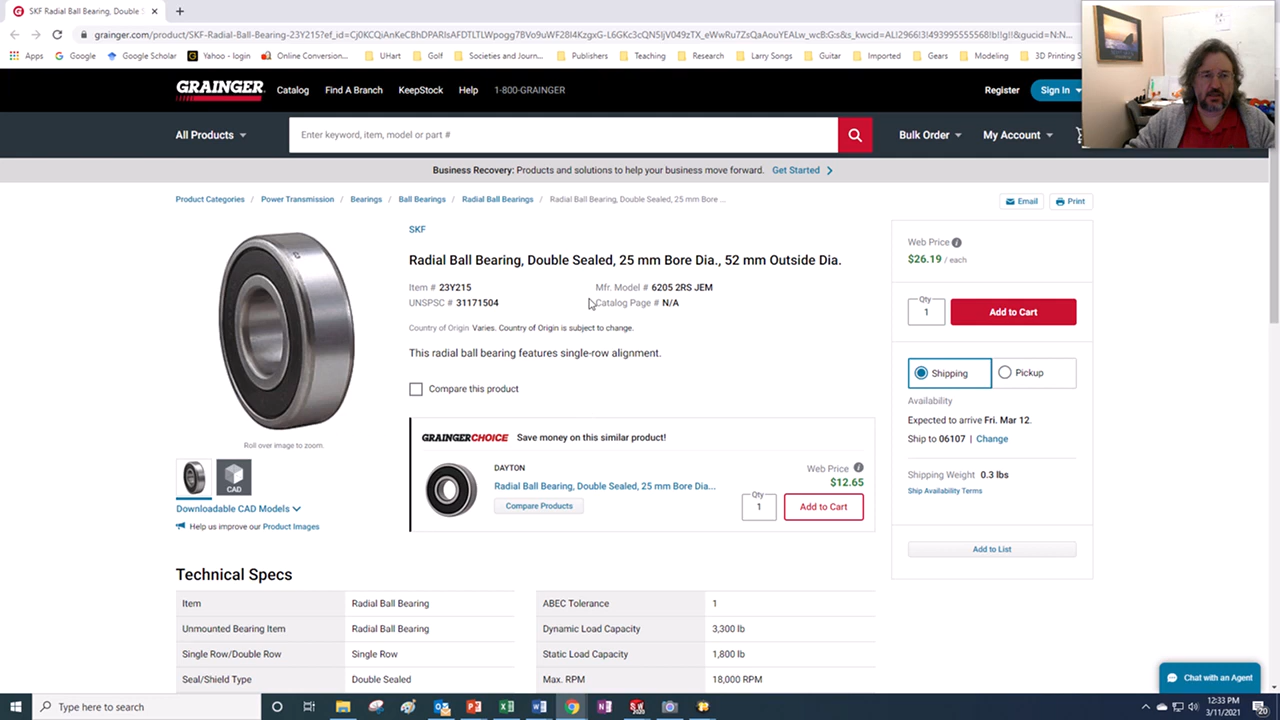 SKF Radial Ball Bearing, Double S
grainger.com/product/SKF-Radial-Ball-Bearing-23Y215?ef_id=
Apps Google Google Scholar Yahoo - login Online Conversion... UHart Golf Societies and Journ... Publishers Teaching Research Larry Songs Guitar Imported Gears Modeling 3D Printing
GRAINGER Catalog Find A Branch KeepStock Help 1-800-GRAINGER Register Sign In
All Products Enter keyword, item, model or part # Bulk Order My Account
Business Recovery: Products and solutions to help your business move forward. Get Started
Product Categories / Power Transmission / Bearings / Ball Bearings / Radial Ball Bearings / Radial Ball Bearing, Double Sealed, 25 mm Bore ...
Email Print
SKF
Radial Ball Bearing, Double Sealed, 25 mm Bore Dia., 52 mm Outside Dia.
Item # 23Y215 Mfr. Model # 6205 2RS JEM
UNSPSC # 31171504 Catalog Page # N/A
Country of Origin Varies. Country of Origin is subject to change.
This radial ball bearing features single-row alignment.
Compare this product
Web Price
$26.19 / each
Qty
1 Add to Cart
Shipping Pickup
Availability
Expected to arrive Fri. Mar 12.
Ship to 06107 | Change
Shipping Weight 0.3 lbs
Ship Availability Terms
Add to List
Roll over image to zoom.
CAD
Downloadable CAD Models
Help us improve our Product Images
GRAINGERCHOICE Save money on this similar product!
DAYTON
Radial Ball Bearing, Double Sealed, 25 mm Bore Dia...
Compare Products
Web Price
$12.65
Qty
1 Add to Cart
Technical Specs
Item Radial Ball Bearing ABEC Tolerance 1
Unmounted Bearing Item Radial Ball Bearing Dynamic Load Capacity 3,300 lb
Single Row/Double Row Single Row Static Load Capacity 1,800 lb
Seal/Shield Type Double Sealed Max. RPM 18,000 RPM
Chat with an Agent
Type here to search
12:33 PM
3/11/2021
20